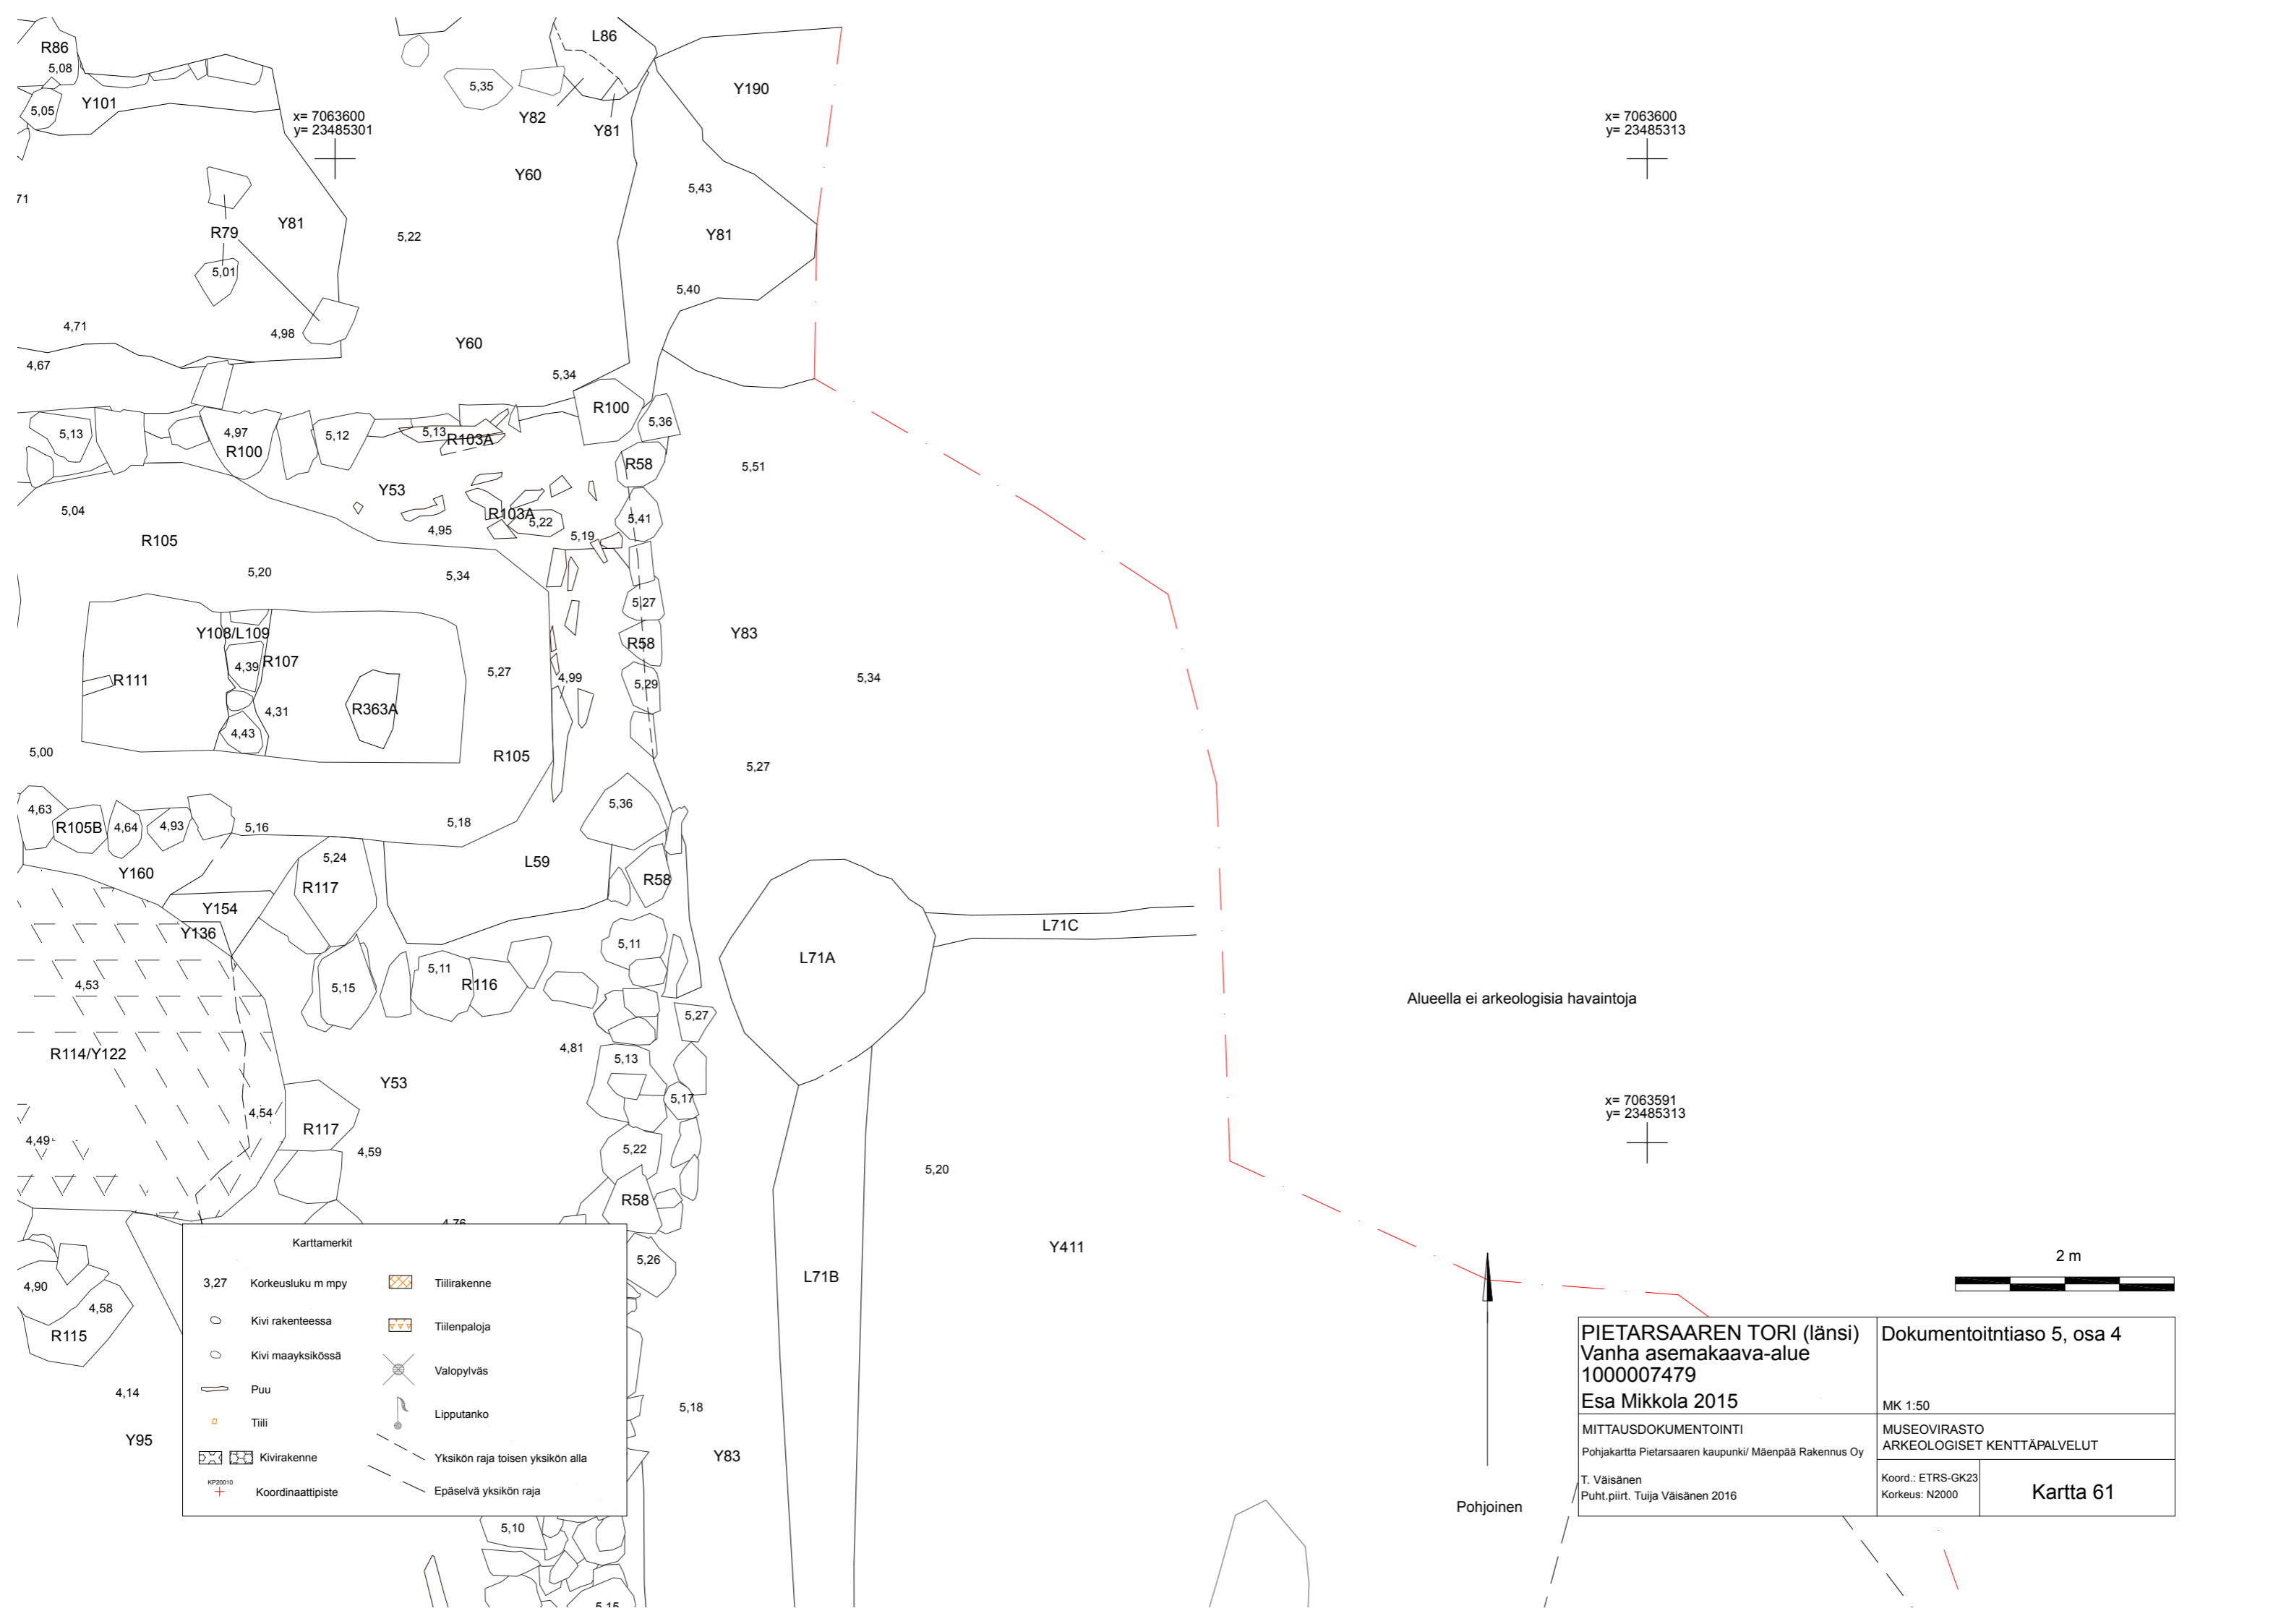 R86
L86
5,08
5,35
Y190
Y101
5,05
Y82
Y81
x= 7063600
y= 23485301
x= 7063600
y= 23485313
Y60
5,43
71
Y81
R79
5,22
Y81
5,01
5,40
4,71
4,98
Y60
4,67
5,34
R100
5,36
5,13
4,97
R100
5,12
5,13
R103A
R58
5,51
Y53
5,04
R103A
5,22
5,41
4,95
5,19
R105
5,20
5,34
5,27
Y108/L109
R58
Y83
4,39
R107
R111
5,27
4,99
5,29
5,34
R363A
4,31
4,43
5,00
R105
5,27
4,63
5,36
R105B
4,64
4,93
5,16
5,18
5,24
L59
Y160
R117
R58
Y154
L71C
Y136
5,11
L71A
5,11
4,53
5,15
R116
Alueella ei arkeologisia havaintoja
5,27
4,81
R114/Y122
5,13
Y53
5,17
x= 7063591
y= 23485313
4,54
R117
4,49
4,59
5,22
5,20
R58
4,76
Y411
5,26
L71B
4,90
4,58
R115
4,14
5,18
Y95
Y83
5,10
5,15
Karttamerkit
3,27 Korkeusluku m mpy
Kivi rakenteessa
Kivi maayksikössä
Puu
Tiili
Kivirakenne
KP20010
Koordinaattipiste
Tiilirakenne
Tiilenpaloja
Valopylväs
Lipputanko
Yksikön raja toisen yksikön alla
Epäselvä yksikön raja
Pohjoinen
2 m
PIETARSAAREN TORI (länsi)
Vanha asemakaava-alue
1000007479
Esa Mikkola 2015
Dokumentoitntiaso 5, osa 4
MK 1:50
MITTAUSDOKUMENTOINTI
Pohjakartta Pietarsaaren kaupunki/ Mäenpää Rakennus Oy
T. Väisänen
Puht.piirt. Tuija Väisänen 2016
MUSEOVIRASTO
ARKEOLOGISET KENTTÄPALVELUT
Koord.: ETRS-GK23
Korkeus: N2000
Kartta 61